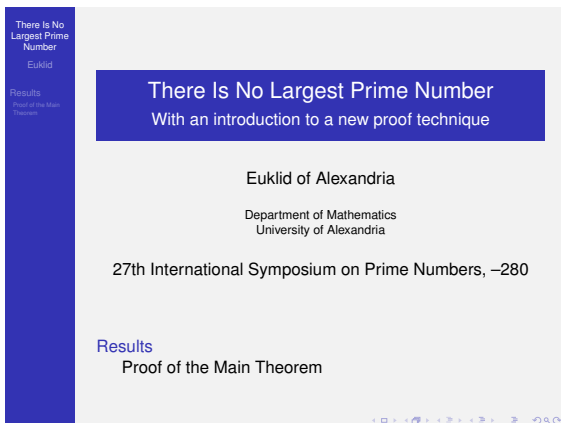 There Is No
Largest Prime
Number
Euklid
Results
Proof of the Main
Theorem
There Is No Largest Prime Number
With an introduction to a new proof technique
Euklid of Alexandria
Department of Mathematics
University of Alexandria
27th International Symposium on Prime Numbers, –280
Results
Proof of the Main Theorem